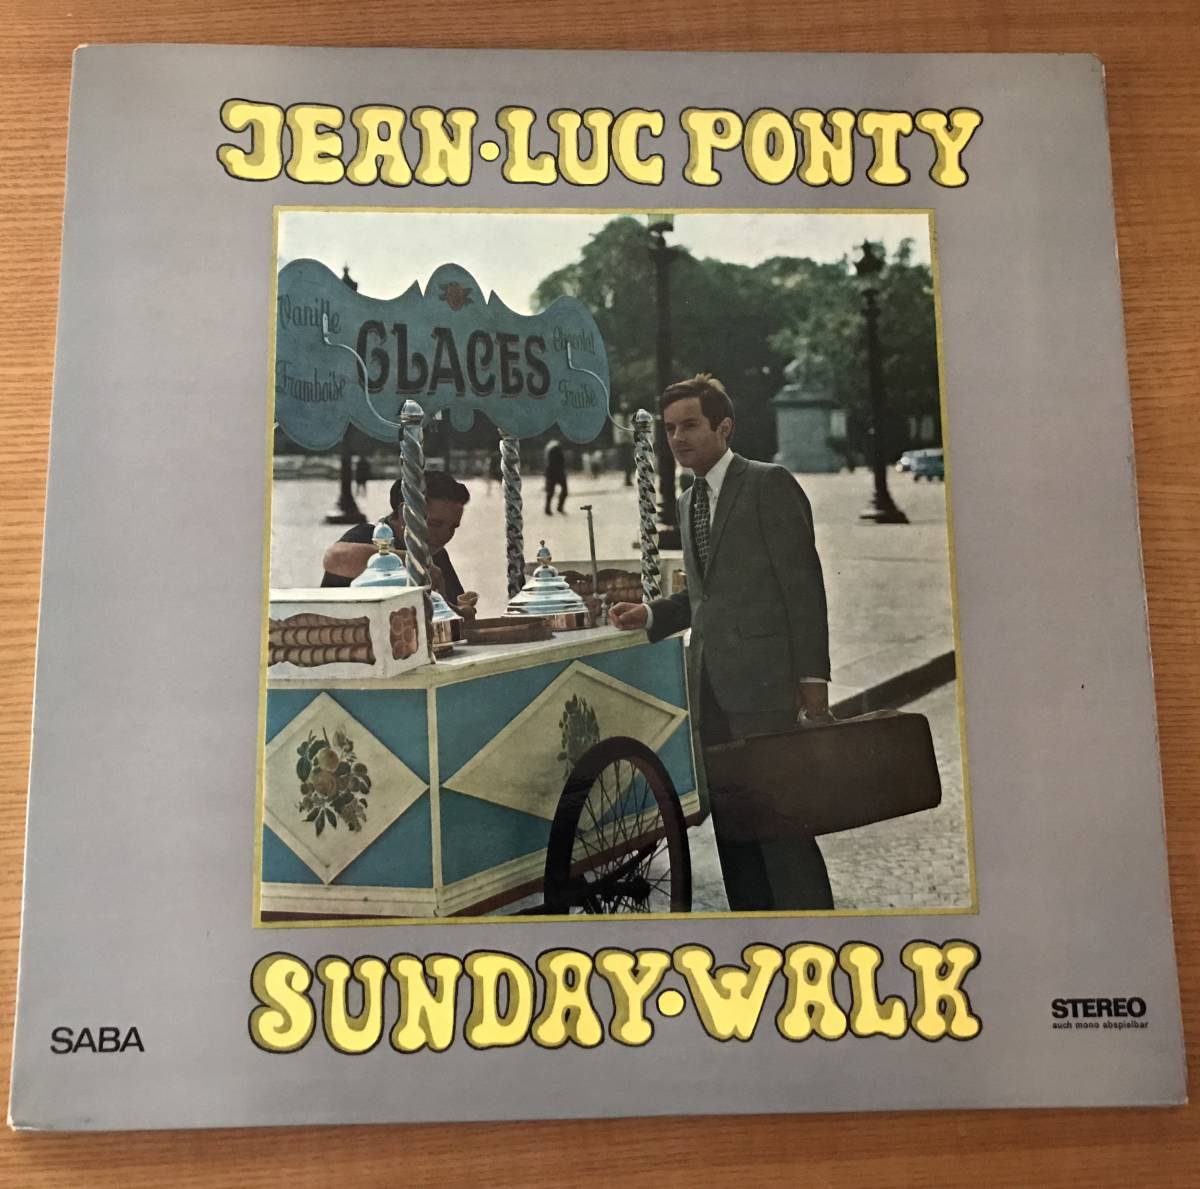 JEAN·LUC PONTY
Vanille
GLACES
Chocolat
Framboise
Fraise
SUNDAY·WALK
SABA
STEREO
auch mono abspielbar